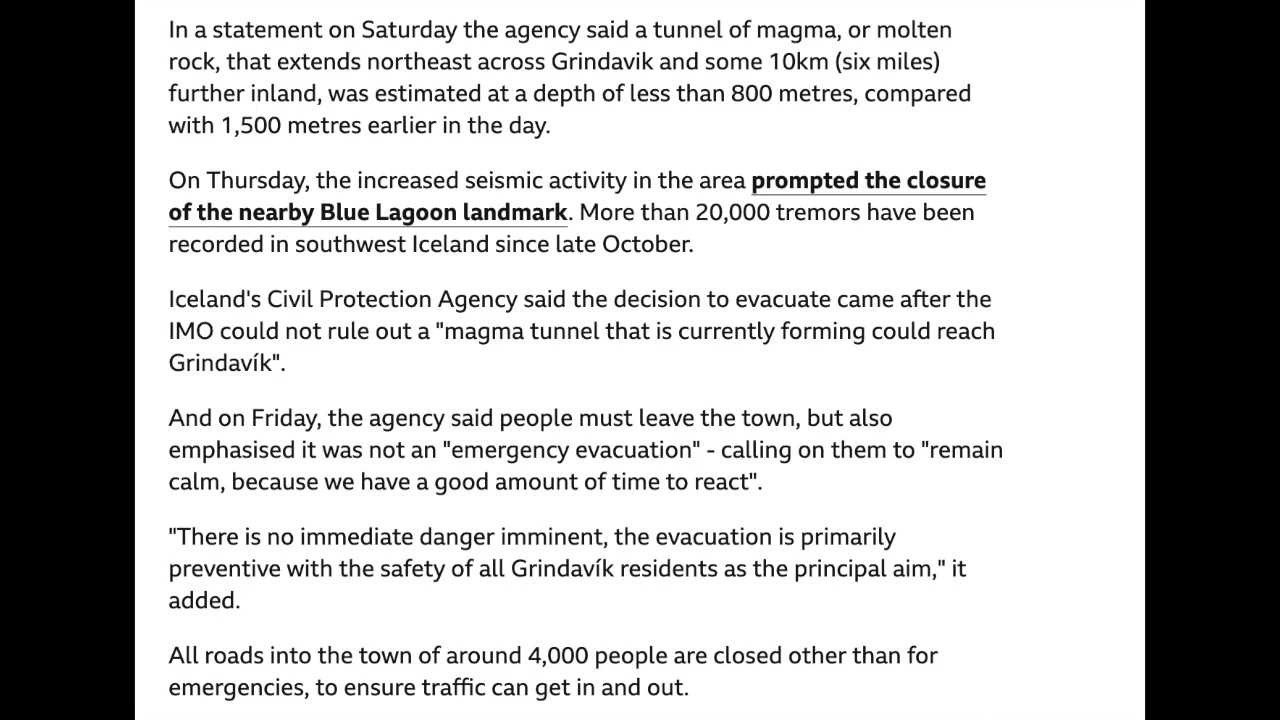 In a statement on Saturday the agency said a tunnel of magma, or molten
rock, that extends northeast across Grindavik and some 10km (six miles)
further inland, was estimated at a depth of less than 800 metres, compared
with 1,500 metres earlier in the day.
On Thursday, the increased seismic activity in the area prompted the closure
of the nearby Blue Lagoon landmark. More than 20,000 tremors have been
recorded in southwest Iceland since late October.
Iceland's Civil Protection Agency said the decision to evacuate came after the
IMO could not rule out a "magma tunnel that is currently forming could reach
Grindavík".
And on Friday, the agency said people must leave the town, but also
emphasised it was not an "emergency evacuation" - calling on them to "remain
calm, because we have a good amount of time to react".
"There is no immediate danger imminent, the evacuation is primarily
preventive with the safety of all Grindavík residents as the principal aim," it
added.
All roads into the town of around 4,000 people are closed other than for
emergencies, to ensure traffic can get in and out.